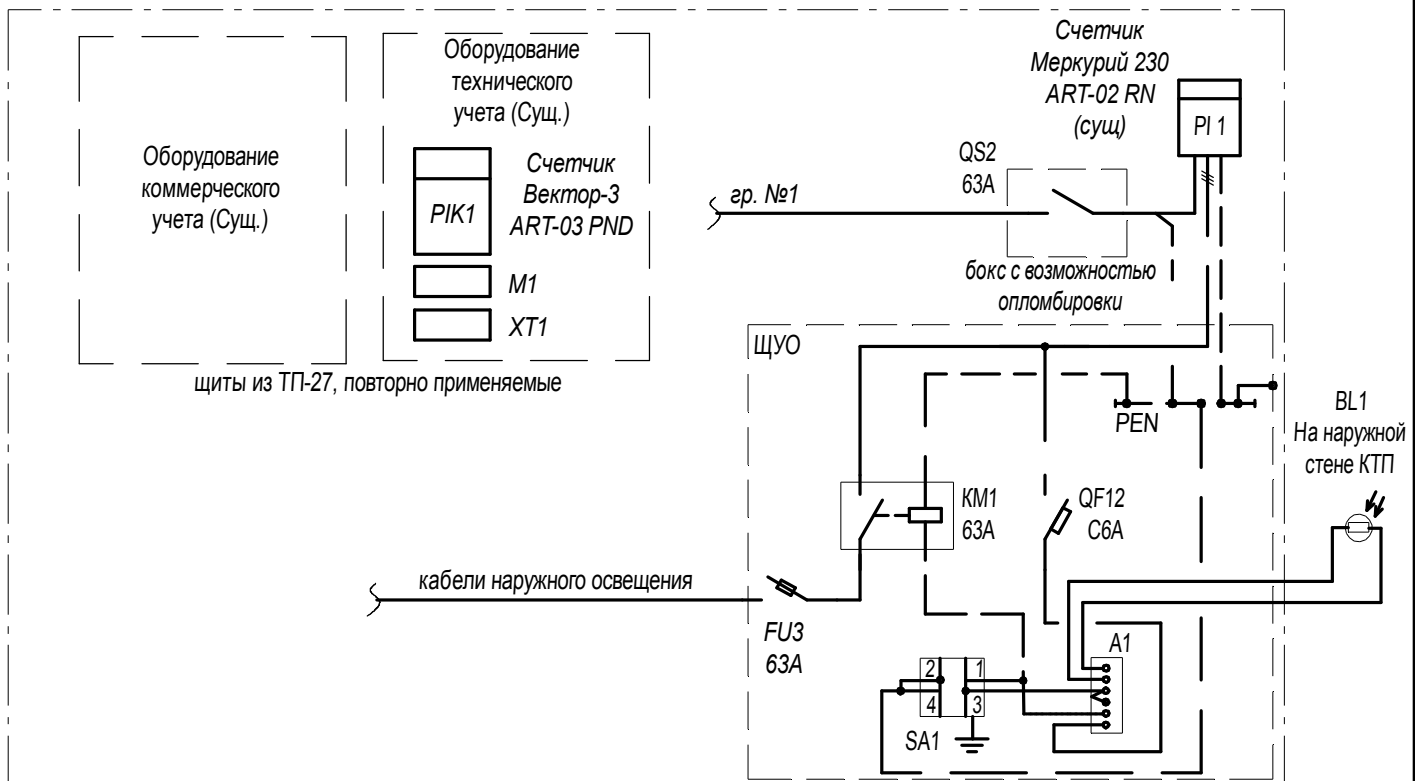 Оборудование
коммерческого
учета (Сущ.)
Оборудование
технического
учета (Сущ.)
PIK1
Счетчик
Вектор-3
ART-03 PND
M1
XT1
щиты из ТП-27, повторно применяемые
Счетчик
Меркурий 230
ART-02 RN
(сущ)
PI 1
QS2
63A
гр. №1
бокс с возможностью
опломбировки
ЩУО
PEN
BL1
На наружной
стене КТП
KM1
63A
QF12
C6A
кабели наружного освещения
FU3
63A
A1
2
1
4
3
SA1